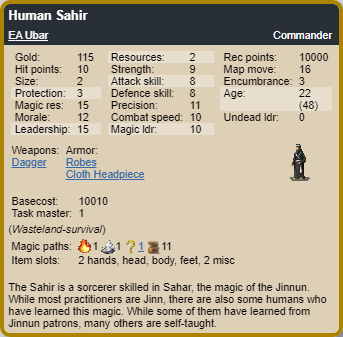 Human Sahir
EA Ubar Commander
Gold: 115 Resources: 2 Rec points: 10000
Hit points: 10 Strength: 9 Map move: 16
Size: 2 Attack skill: 8 Encumbrance: 3
Protection: 3 Defence skill: 8 Age: 22
Magic res: 15 Precision: 11 (48)
Morale: 12 Combat speed: 10 Undead ldr: 0
Leadership: 15 Magic ldr: 10
Weapons: Armor:
Dagger Robes
Cloth Headpiece
Basecost: 10010
Task master: 1
(Wasteland-survival)
Magic paths: 1 1 ? 1 11
Item slots: 2 hands, head, body, feet, 2 misc
The Sahir is a sorcerer skilled in Sahar, the magic of the Jinnun.
While most practitioners are Jinn, there are also some humans who
have learned this magic. While some of them have learned from
Jinnun patrons, many others are self-taught.